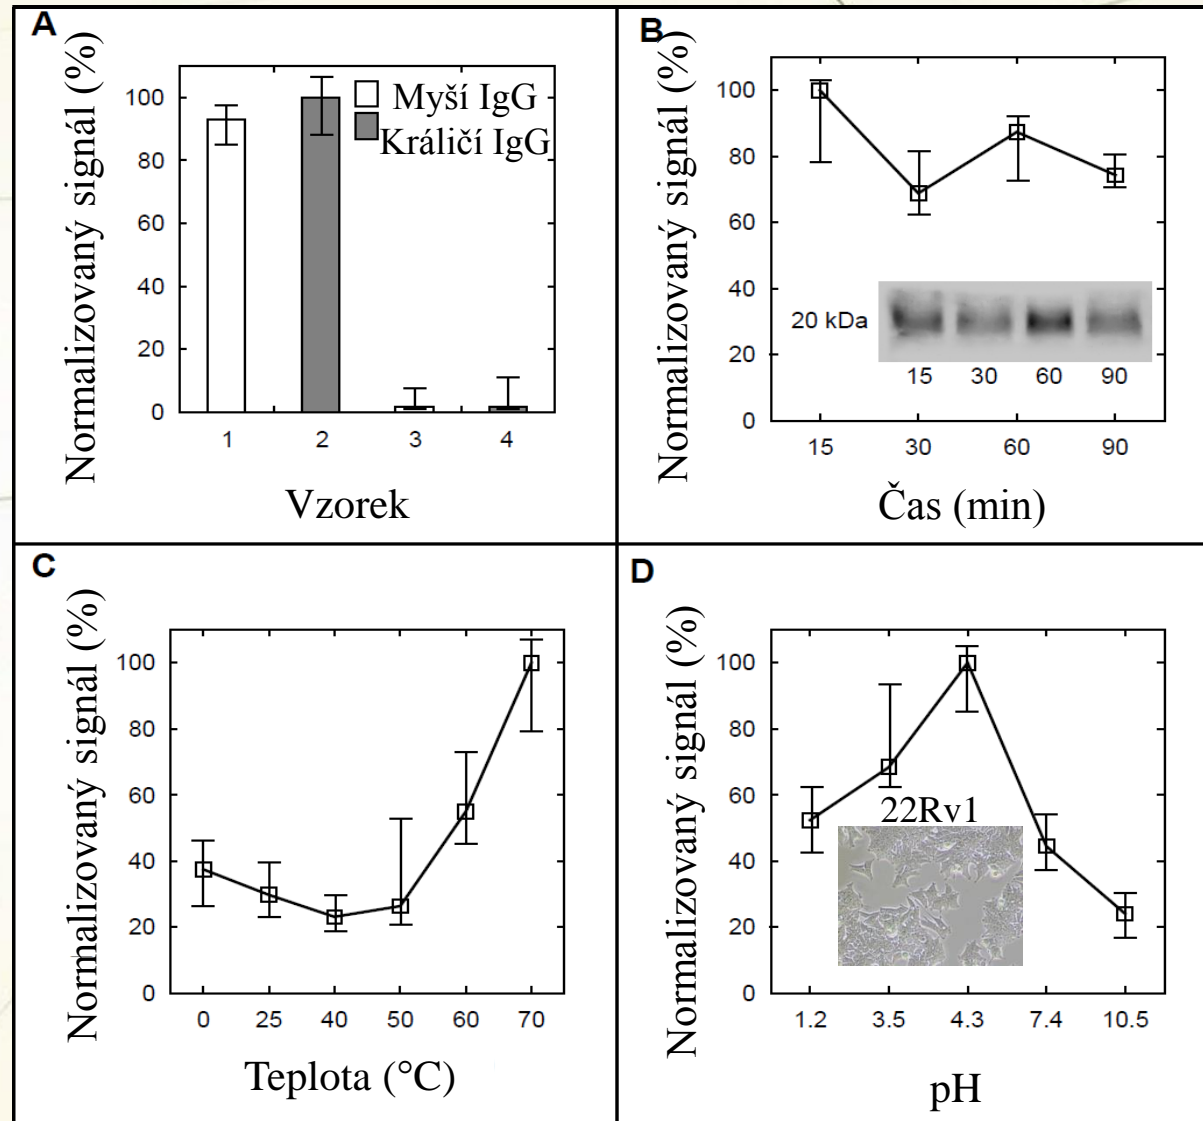 A
Normalizovaný signál (%)
100
80
60
40
20
0
Myší IgG
Králičí IgG
1 2 3 4
Vzorek
B
Normalizovaný signál (%)
100
80
60
40
20
0
20 kDa
15 30 60 90
15 30 60 90
Čas (min)
C
Normalizovaný signál (%)
100
80
60
40
20
0
0 25 40 50 60 70
Teplota (°C)
D
Normalizovaný signál (%)
100
80
60
40
20
0
22Rv1
1.2 3.5 4.3 7.4 10.5
pH